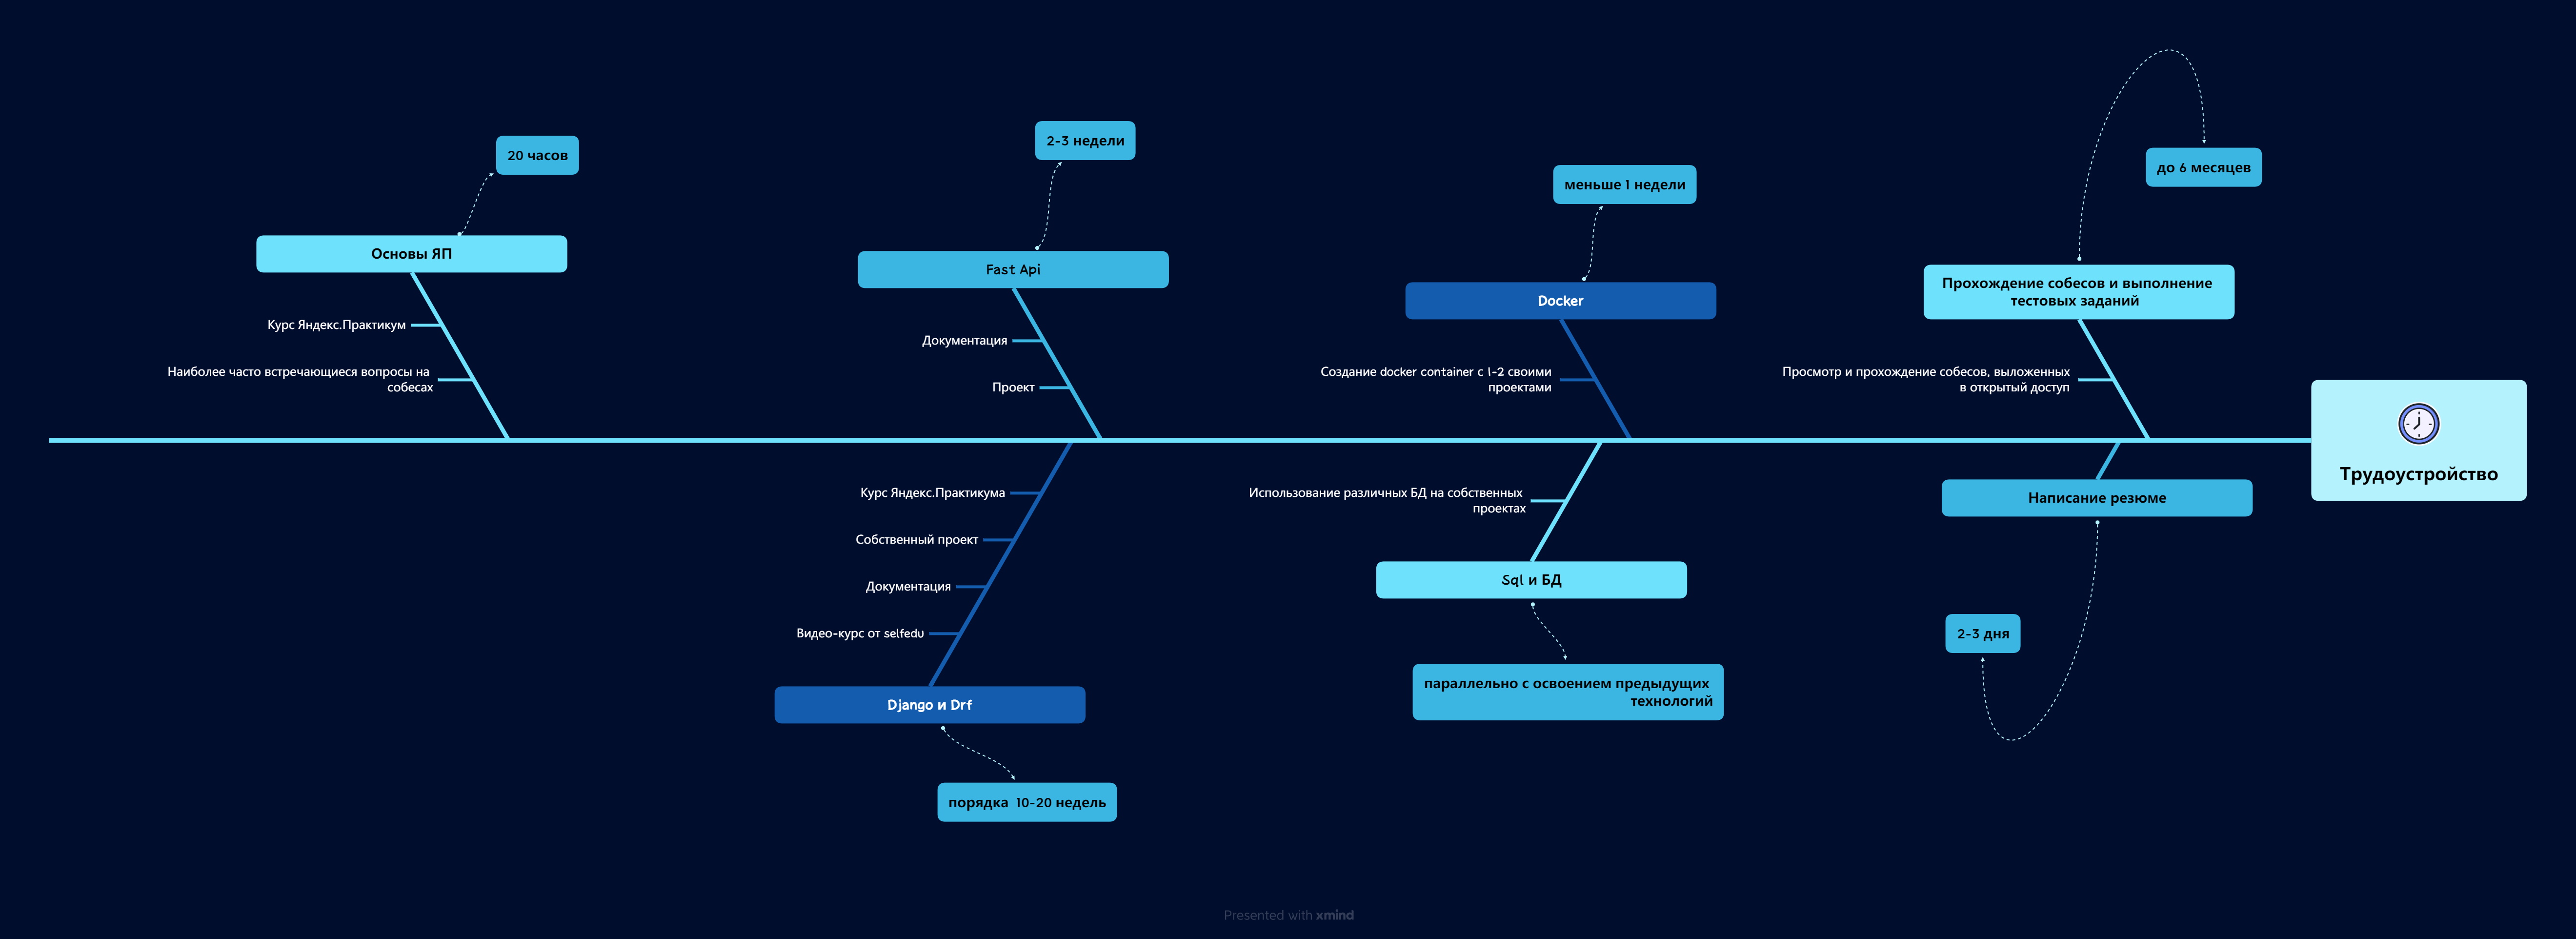 20 часов
Основы ЯП
Курс Яндекс.Практикум
Наиболее часто встречающиеся вопросы на
собесах
2-3 недели
Fast Api
Документация
Проект
меньше 1 недели
Docker
Создание docker container с 1-2 своими
проектами
до 6 месяцев
Прохождение собесов и выполнение
тестовых заданий
Просмотр и прохождение собесов, выложенных
в открытый доступ
Трудоустройство
Курс Яндекс.Практикума
Собственный проект
Документация
Видео-курс от selfedu
Django и Drf
порядка 10-20 недель
Использование различных БД на собственных
проектах
Sql и БД
параллельно с освоением предыдущих
технологий
Написание резюме
2-3 дня
Presented with xmind